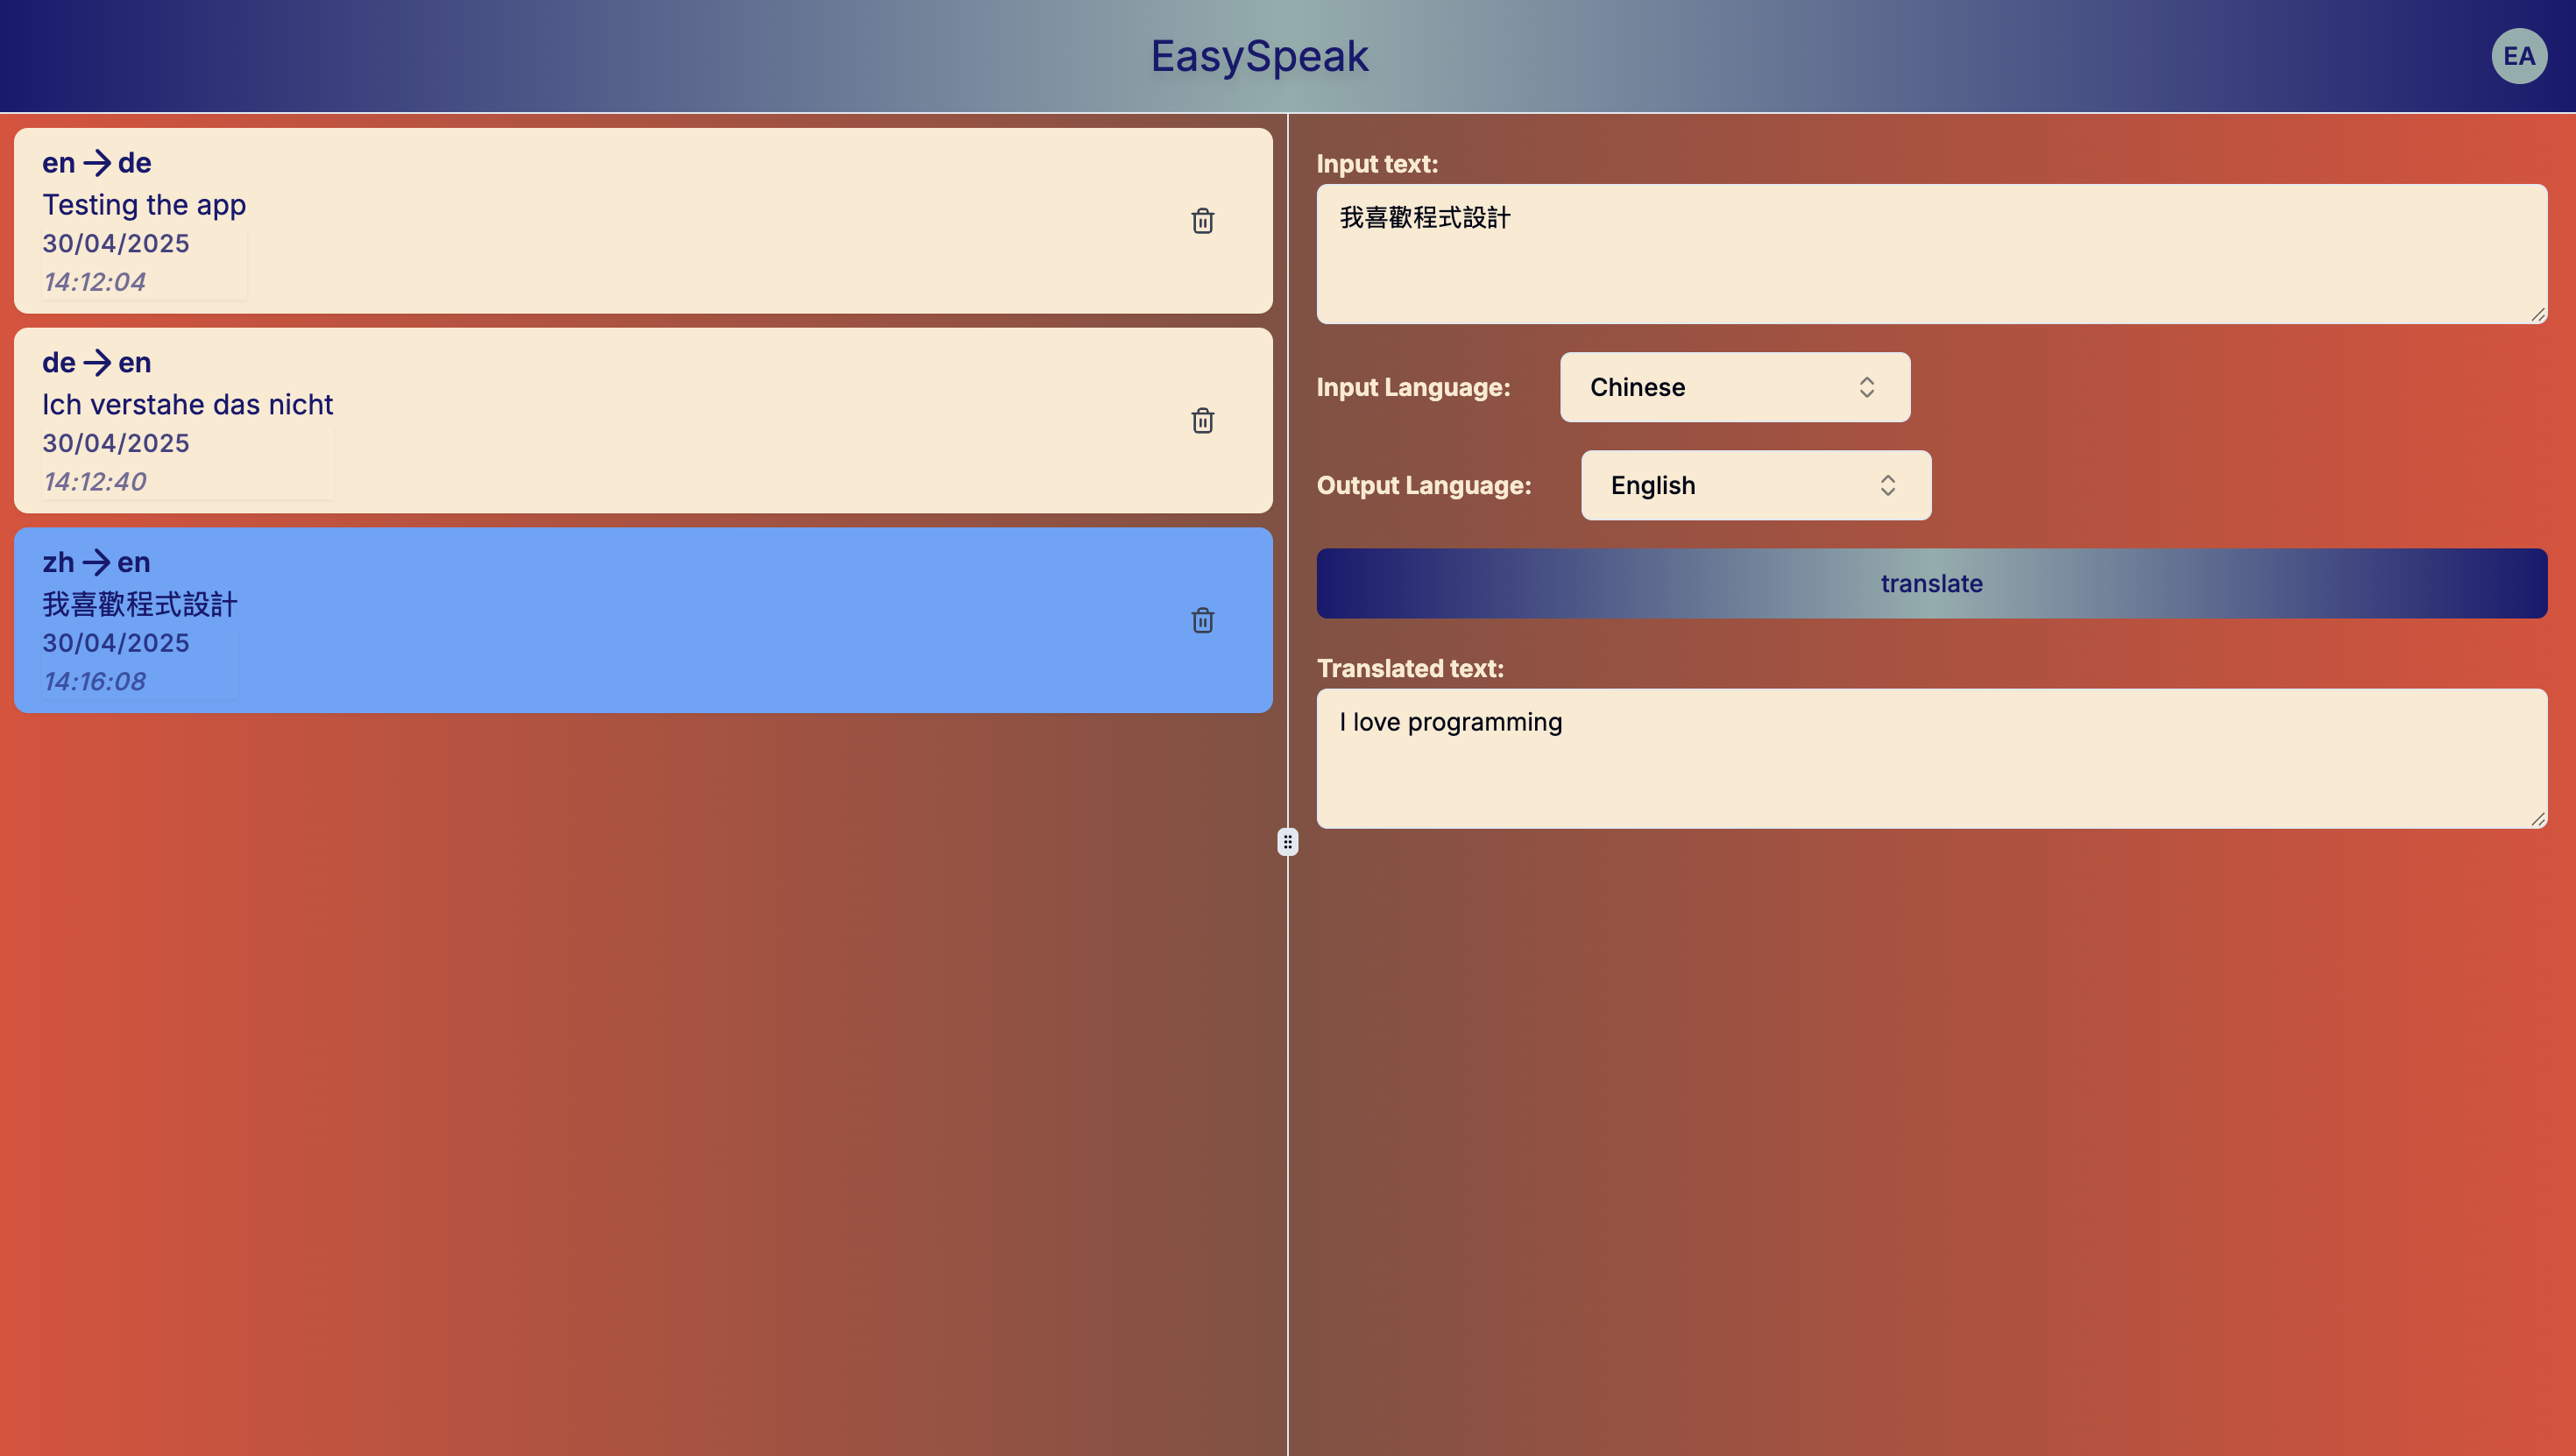 EasySpeak
EA
en → de
Testing the app
30/04/2025
14:12:04
de → en
Ich verstahe das nicht
30/04/2025
14:12:40
zh → en
我喜歡程式設計
30/04/2025
14:16:08
Input text:
我喜歡程式設計
Input Language:
Chinese
Output Language:
English
translate
Translated text:
I love programming